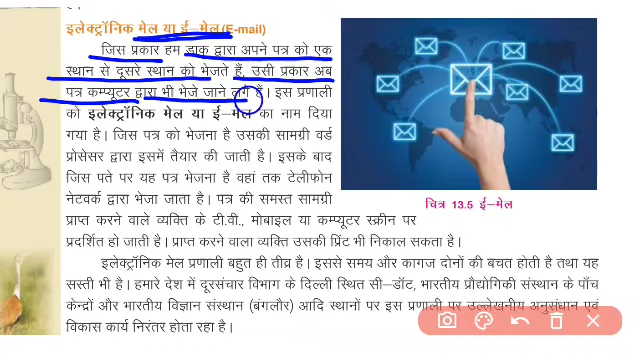 इलेक्ट्रॉनिक मेल या ई–मेल (E-mail)
जिस प्रकार हम डाक द्वारा अपने पत्र को एक
स्थान से दूसरे स्थान को भेजते हैं, उसी प्रकार अब
पत्र कम्प्यूटर द्वारा भी भेजे जाने लगे हैं। इस प्रणाली
को इलेक्ट्रॉनिक मेल या ई–मेल का नाम दिया
गया है। जिस पत्र को भेजना है उसकी सामग्री वर्ड
प्रोसेसर द्वारा इसमें तैयार की जाती है। इसके बाद
जिस पते पर यह पत्र भेजना है वहां तक टेलीफोन
नेटवर्क द्वारा भेजा जाता है। पत्र की समस्त सामग्री
प्राप्त करने वाले व्यक्ति के टी.वी., मोबाइल या कम्प्यूटर स्क्रीन पर
प्रदर्शित हो जाती है। प्राप्त करने वाला व्यक्ति उसकी प्रिंट भी निकाल सकता है।
चित्र 13.5 ई–मेल
इलेक्ट्रॉनिक मेल प्रणाली बहुत ही तीव्र है। इससे समय और कागज दोनों की बचत होती है तथा यह
सस्ती भी है। हमारे देश में दूरसंचार विभाग के दिल्ली स्थित सी–डॉट, भारतीय प्रौद्योगिकी संस्थान के पाँच
केन्द्रों और भारतीय विज्ञान संस्थान (बंगलौर) आदि स्थानों पर इस प्रणाली पर उल्लेखनीय अनुसंधान एवं
विकास कार्य निरंतर होता रहा है।